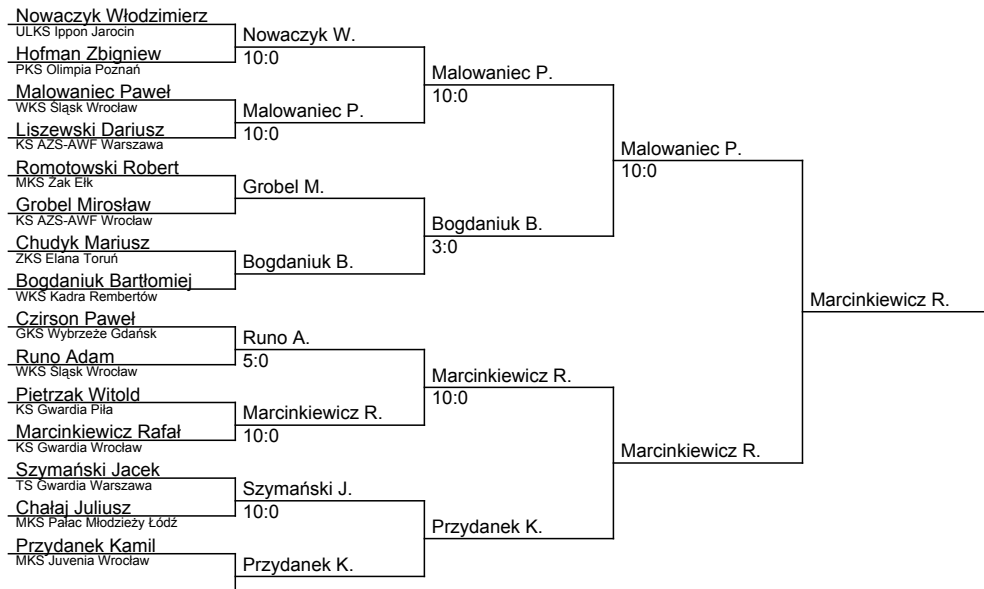 Nowaczyk Włodzimierz
ULKS Ippon Jarocin
Hofman Zbigniew
PKS Olimpia Poznań
Malowaniec Paweł
WKS Śląsk Wrocław
Liszewski Dariusz
KS AZS-AWF Warszawa
Romotowski Robert
MKS Żak Ełk
Grobel Mirosław
KS AZS-AWF Wrocław
Chudyk Mariusz
ZKS Elana Toruń
Bogdaniuk Bartłomiej
WKS Kadra Rembertów
Czirson Paweł
GKS Wybrzeże Gdańsk
Runo Adam
WKS Śląsk Wrocław
Pietrzak Witold
KS Gwardia Piła
Marcinkiewicz Rafał
KS Gwardia Wrocław
Szymański Jacek
TS Gwardia Warszawa
Chałaj Juliusz
MKS Pałac Młodzieży Łódź
Przydanek Kamil
MKS Juvenia Wrocław
Nowaczyk W.
10:0
Malowaniec P.
10:0
Grobel M.
Bogdaniuk B.
Runo A.
5:0
Marcinkiewicz R.
10:0
Szymański J.
10:0
Przydanek K.
Malowaniec P.
10:0
Bogdaniuk B.
3:0
Marcinkiewicz R.
10:0
Przydanek K.
Malowaniec P.
10:0
Marcinkiewicz R.
Marcinkiewicz R.